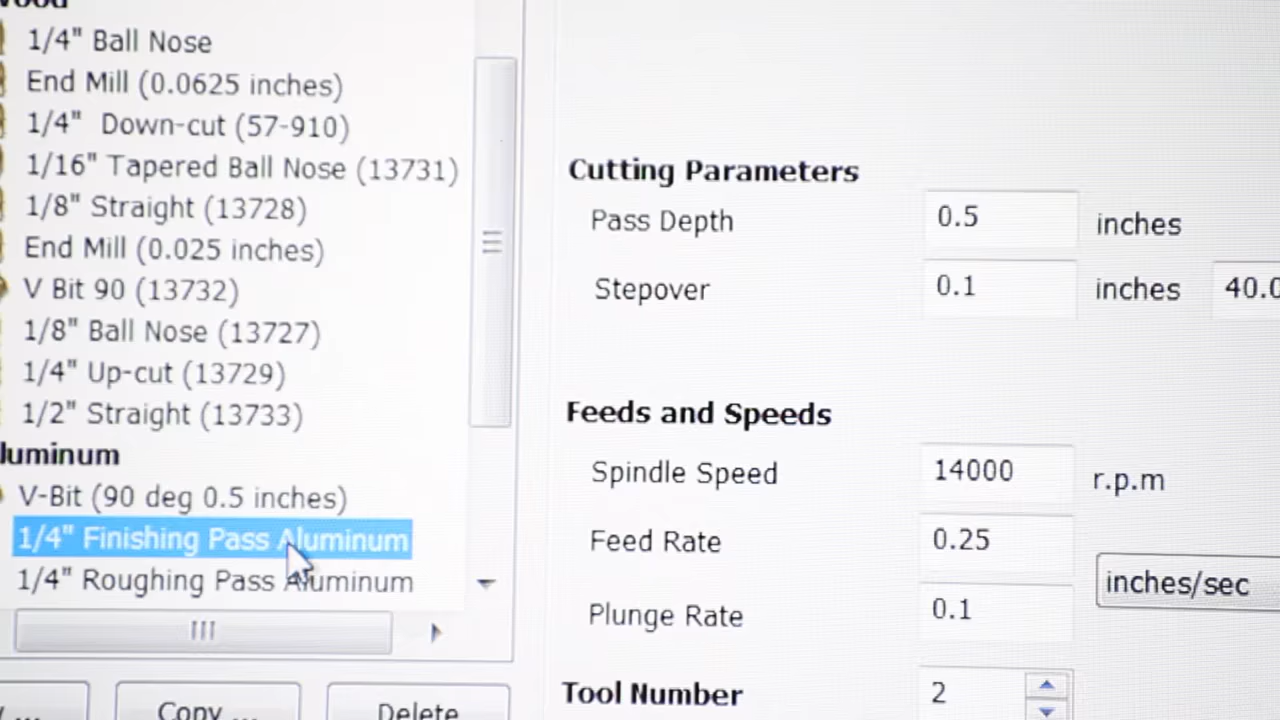 1/4" Ball Nose
End Mill (0.0625 inches)
1/4" Down-cut (57-910)
1/16" Tapered Ball Nose (13731)
1/8" Straight (13728)
End Mill (0.025 inches)
V Bit 90 (13732)
1/8" Ball Nose (13727)
1/4" Up-cut (13729)
1/2" Straight (13733)
luminum
V-Bit (90 deg 0.5 inches)
1/4" Finishing Pass Aluminum
1/4" Roughing Pass Aluminum
Copy ...
Delete
Cutting Parameters
Pass Depth 0.5 inches
Stepover 0.1 inches 40.0
Feeds and Speeds
Spindle Speed 14000 r.p.m
Feed Rate 0.25
inches/sec
Plunge Rate 0.1
Tool Number 2